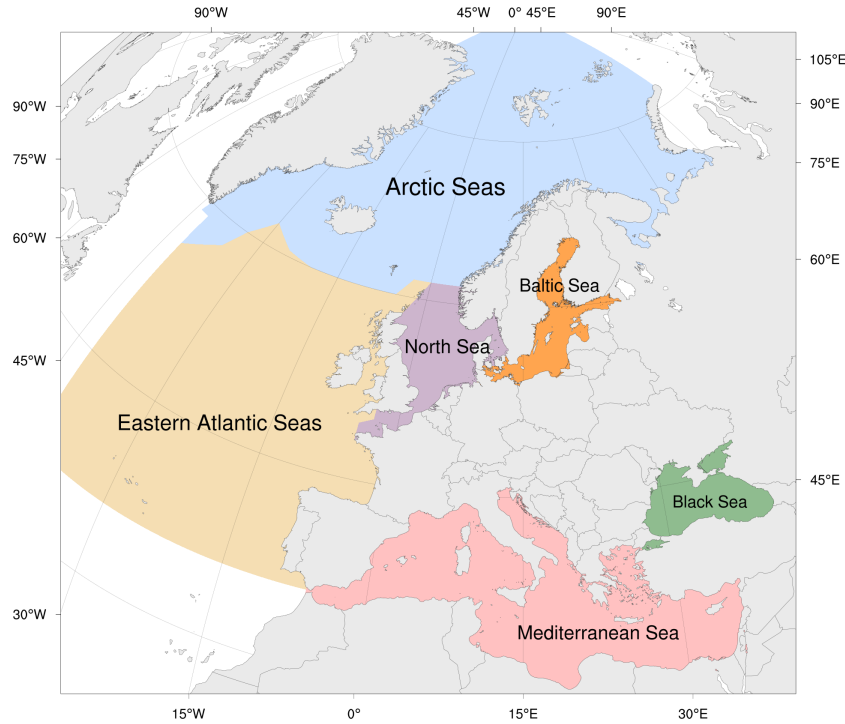 90°W 45°W 0° 45°E 90°E
105°E
90°W 90°E
75°W 75°E
Arctic Seas
60°W 60°E
Baltic Sea
North Sea
45°W
Eastern Atlantic Seas
45°E
Black Sea
30°W
Mediterranean Sea
15°W 0° 15°E 30°E